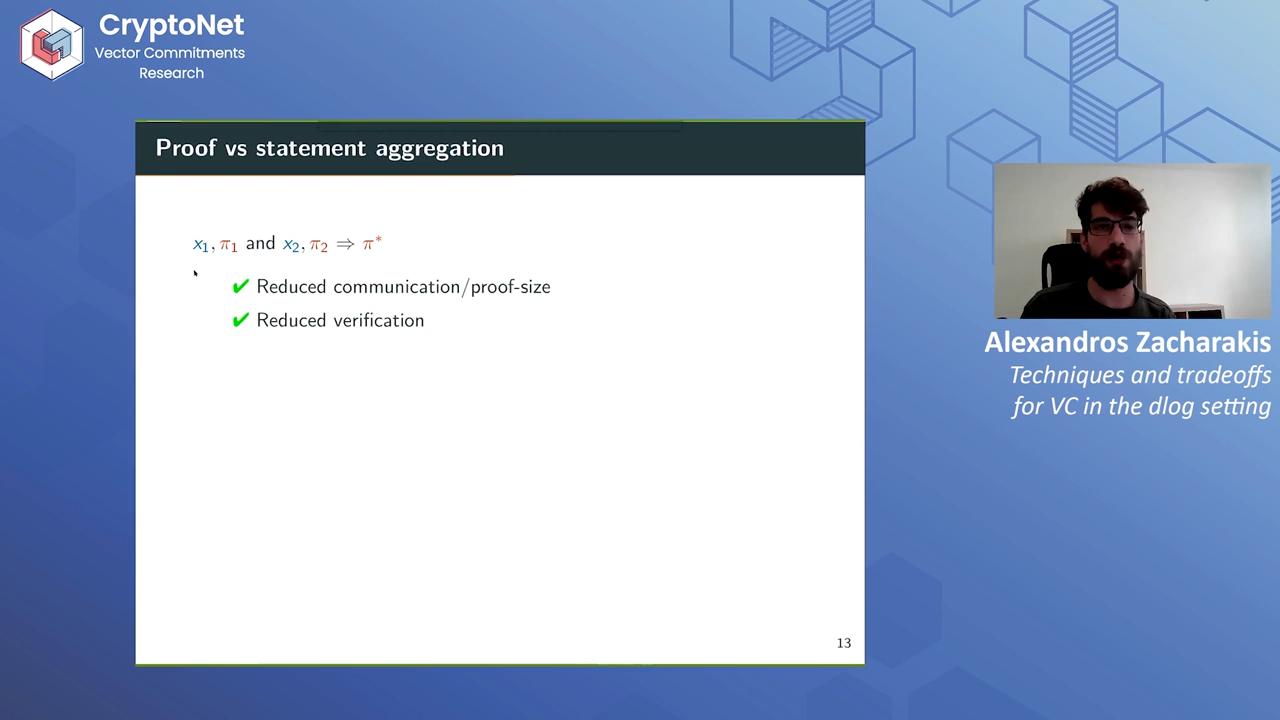 CryptoNet
Vector Commitments
Research
Proof vs statement aggregation
x₁, π₁ and x₂, π₂ ⇒ π*
✔ Reduced communication/proof-size
✔ Reduced verification
13
Alexandros Zacharakis
Techniques and tradeoffs
for VC in the dlog setting